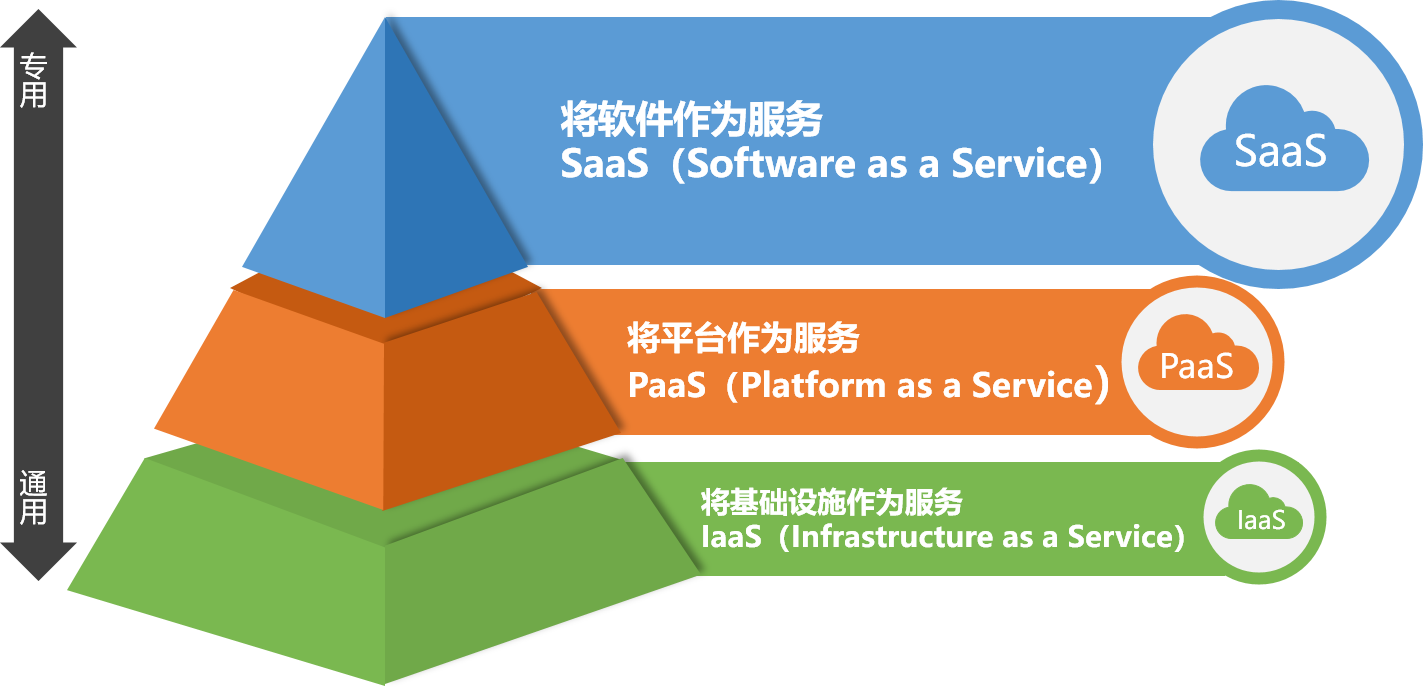 专用
将软件作为服务
SaaS（Software as a Service）
SaaS
将平台作为服务
PaaS（Platform as a Service）
PaaS
通用
将基础设施作为服务
IaaS（Infrastructure as a Service）
IaaS